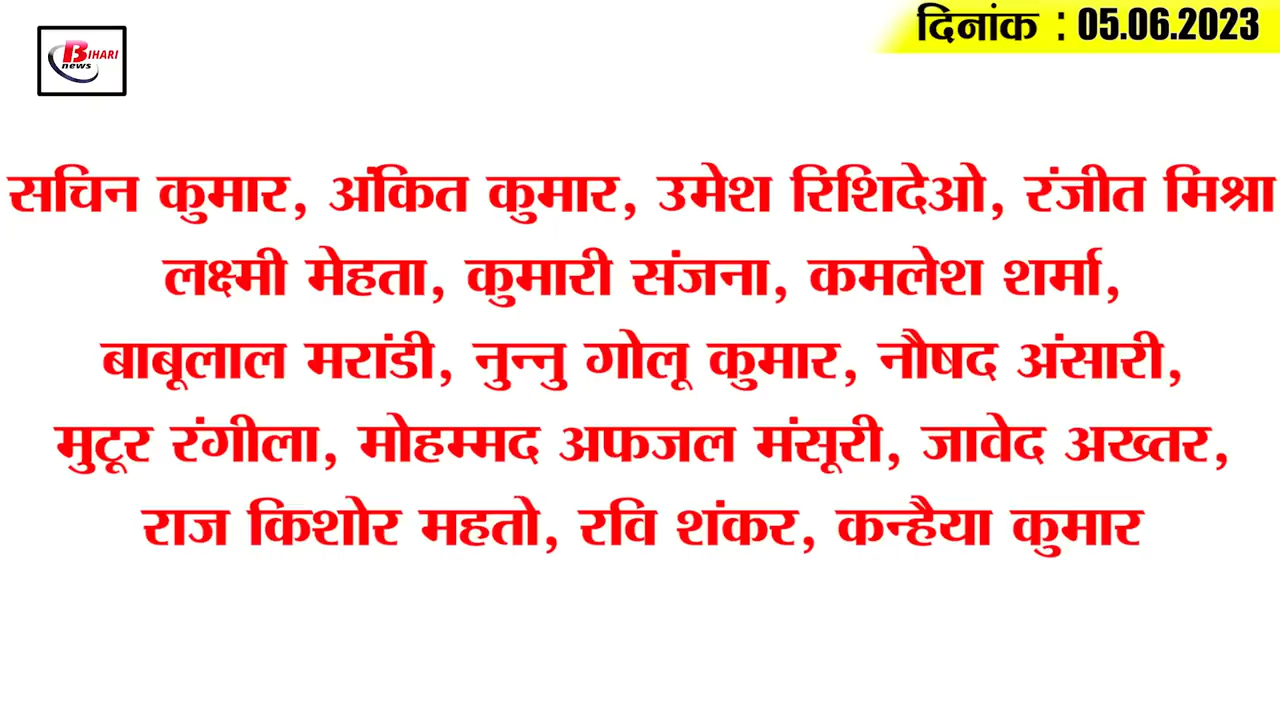 BIHARI
news
दिनांक : 05.06.2023
सचिन कुमार, अंकित कुमार, उमेश रिशिदेओ, रंजीत मिश्रा
लक्ष्मी मेहता, कुमारी संजना, कमलेश शर्मा,
बाबूलाल मरांडी, नुन्नु गोलू कुमार, नौषद अंसारी,
मुटूर रंगीला, मोहम्मद अफजल मंसूरी, जावेद अख्तर,
राज किशोर महतो, रवि शंकर, कन्हैया कुमार